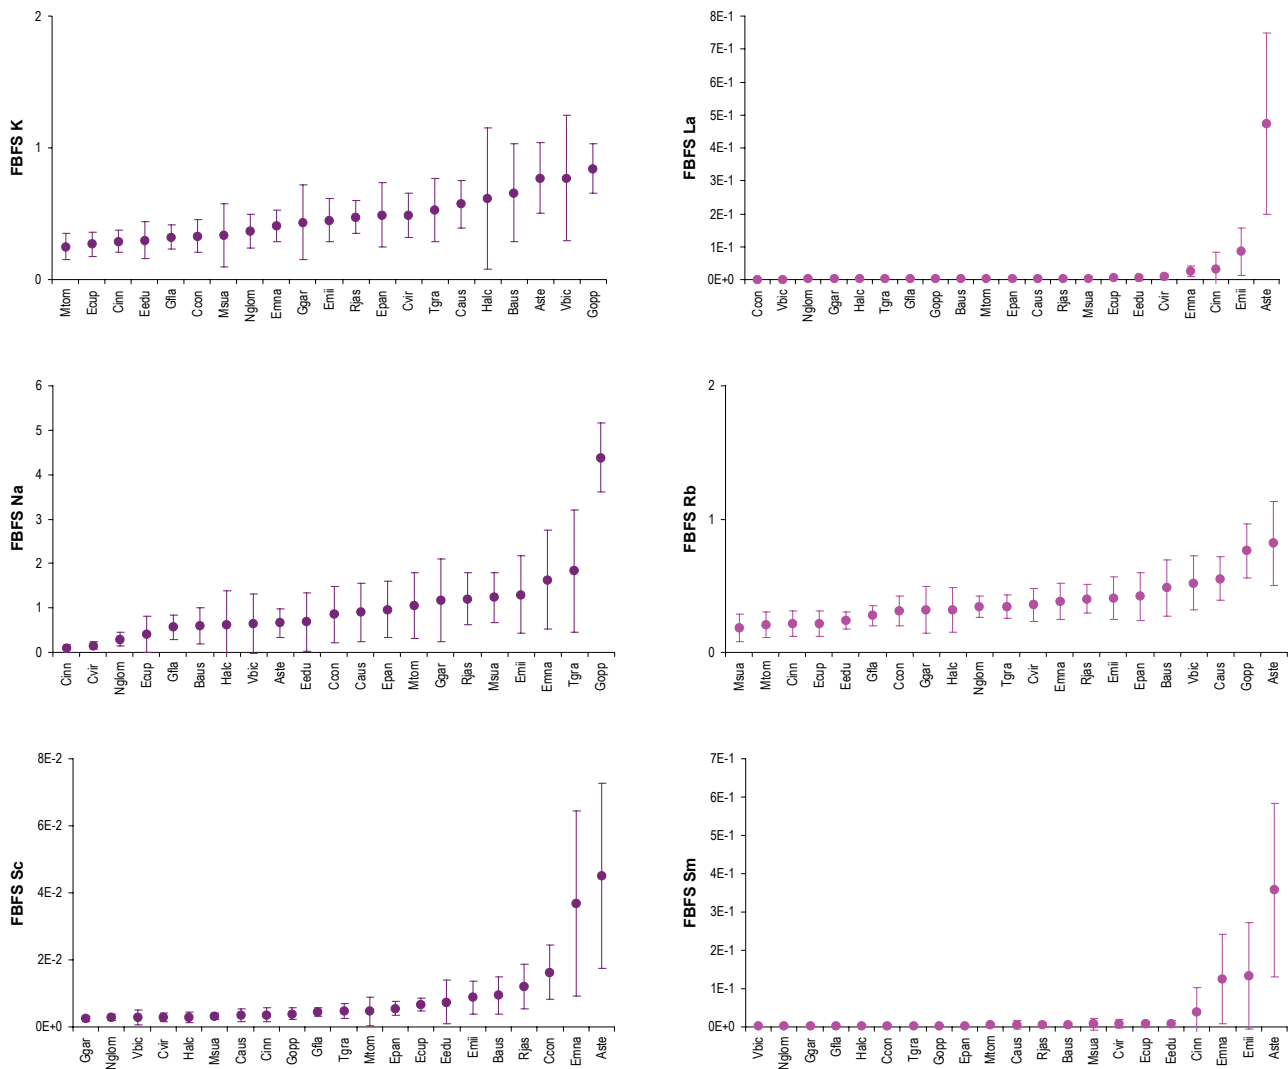 FBFS K
2
1
0
Mtom Ecup Cinn Eedu Gfla Ccon Msua Nglom Emna Ggar Emii Rjas Epan Cvir Tgra Caus Halc Baus Aste Vbic Gopp
FBFS La
8E-1
7E-1
6E-1
5E-1
4E-1
3E-1
2E-1
1E-1
0E+0
Ccon Vbic Nglom Ggar Halc Tgra Gfla Gopp Baus Mtom Epan Caus Rjas Msua Ecup Eedu Cvir Emna Cinn Emii Aste
FBFS Na
6
5
4
3
2
1
0
Cinn Cvir Nglom Ecup Gfla Baus Halc Vbic Aste Eedu Ccon Caus Epan Mtom Ggar Rjas Msua Emii Emna Tgra Gopp
FBFS Rb
2
1
0
Msua Mtom Cinn Ecup Eedu Gfla Ccon Ggar Halc Nglom Tgra Cvir Emna Rjas Emii Epan Baus Vbic Caus Gopp Aste
FBFS Sc
8E-2
6E-2
4E-2
2E-2
0E+0
Ggar Nglom Vbic Cvir Halc Msua Caus Cinn Gopp Gfla Tgra Mtom Epan Ecup Eedu Emii Baus Rjas Ccon Emna Aste
FBFS Sm
7E-1
6E-1
5E-1
4E-1
3E-1
2E-1
1E-1
0E+0
Vbic Nglom Ggar Gfla Halc Ccon Tgra Gopp Epan Mtom Caus Rjas Baus Msua Cvir Ecup Eedu Cinn Emna Emii Aste